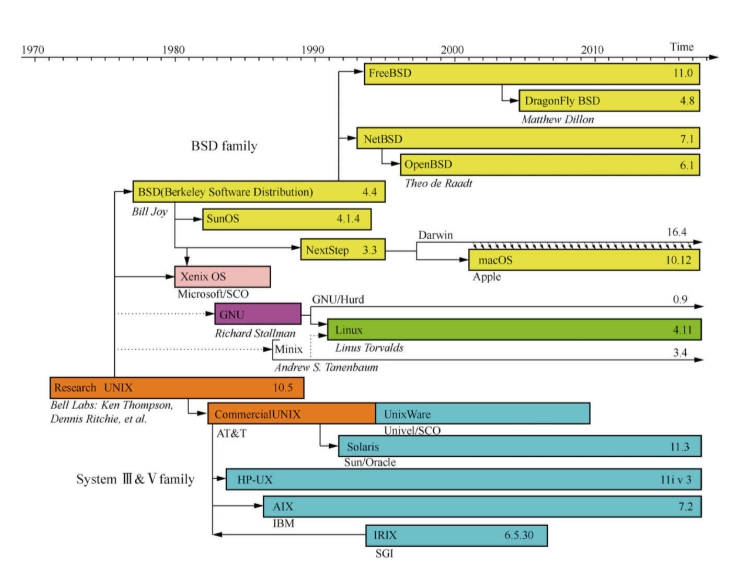 1970 1980 1990 2000 2010 Time
FreeBSD 11.0
DragonFly BSD 4.8
Matthew Dillon
NetBSD 7.1
BSD family
OpenBSD 6.1
Theo de Raadt
BSD(Berkeley Software Distribution) 4.4
Bill Joy
SunOS 4.1.4
Darwin 16.4
NextStep 3.3
macOS 10.12
Apple
Xenix OS
Microsoft/SCO
GNU/Hurd 0.9
GNU
Richard Stallman
Linux 4.11
Linus Torvalds
Minix 3.4
Andrew S. Tanenbaum
Research UNIX 10.5
Bell Labs: Ken Thompson,
Dennis Ritchie, et al.
CommercialUNIX UnixWare
AT&T
Univel/SCO
Solaris 11.3
Sun/Oracle
System Ⅲ & Ⅴ family
HP-UX 11i v 3
AIX 7.2
IBM
IRIX 6.5.30
SGI